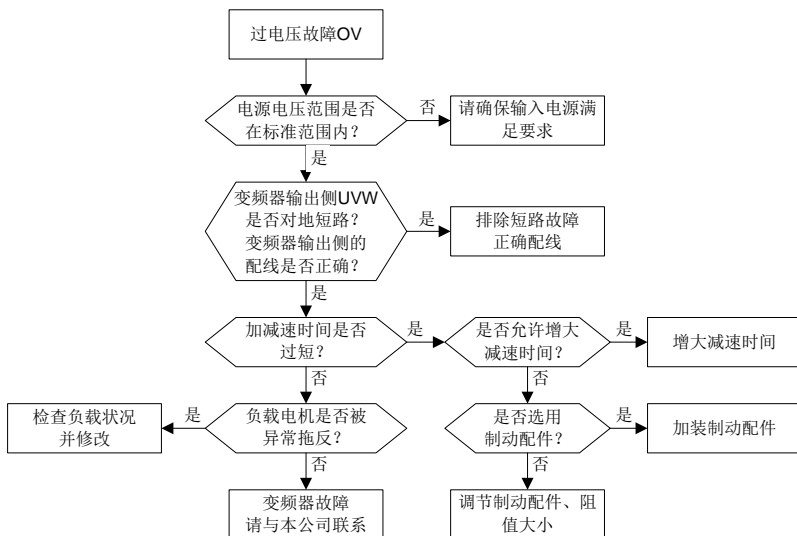 过电压故障OV
电源电压范围是否
在标准范围内？
否
请确保输入电源满
足要求
是
变频器输出侧UVW
是否对地短路？
变频器输出侧的
配线是否正确？
是
排除短路故障
正确配线
是
加减速时间是否
过短？
是
是否允许增大
减速时间？
是
增大减速时间
否
否
检查负载状况
并修改
是
负载电机是否被
异常拖反？
是否选用
制动配件？
是
加装制动配件
否
否
变频器故障
请与本公司联系
调节制动配件、阻
值大小